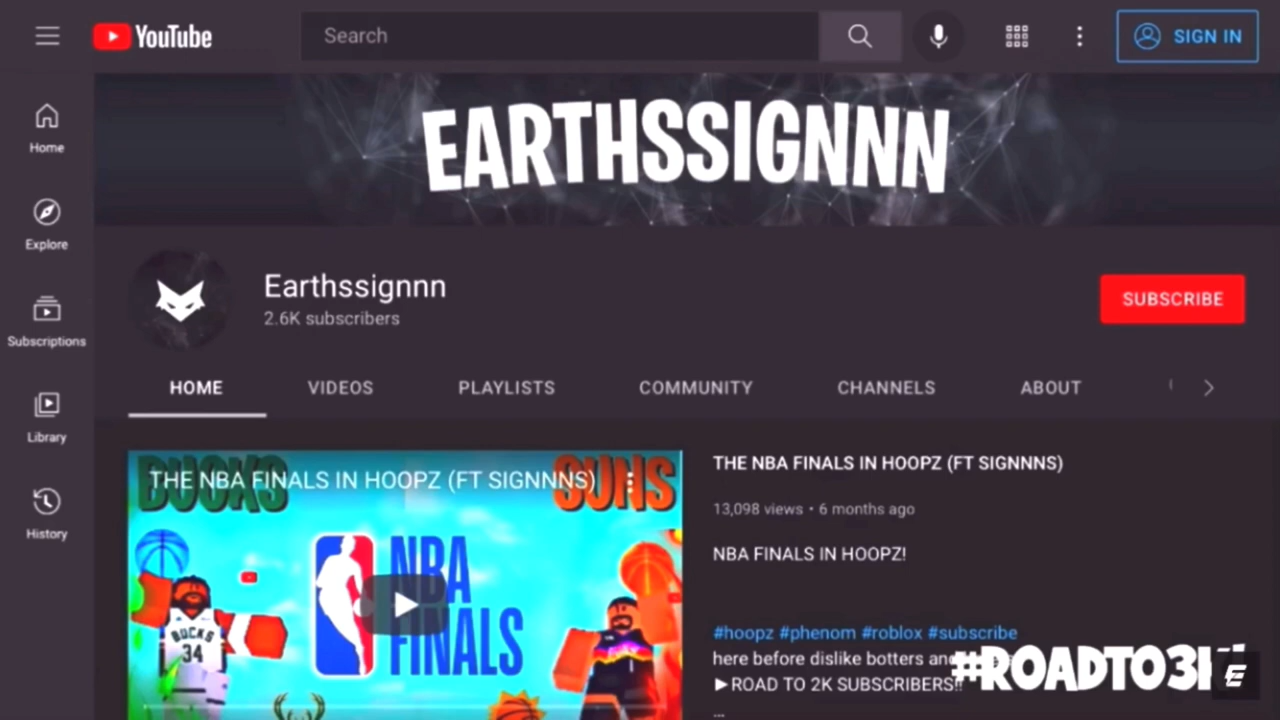 YouTube
Search
SIGN IN
EARTHSSIGNNN
Home
Explore
Subscriptions
Library
History
Earthssignnn
2.6K subscribers
SUBSCRIBE
HOME VIDEOS PLAYLISTS COMMUNITY CHANNELS ABOUT
BUCKS SUNS
THE NBA FINALS IN HOOPZ (FT SIGNNNS)
NBA
FINALS
BUCKS
34
THE NBA FINALS IN HOOPZ (FT SIGNNNS)
13,098 views • 6 months ago
NBA FINALS IN HOOPZ!
#hoopz #phenom #roblox #subscribe
here before dislike botters
►ROAD TO 2K SUBSCRIBERS!!
...
E